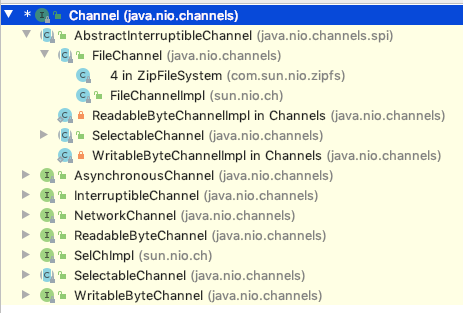 * Channel (java.nio.channels)
AbstractInterruptibleChannel (java.nio.channels.spi)
FileChannel (java.nio.channels)
4 in ZipFileSystem (com.sun.nio.zipfs)
FileChannelImpl (sun.nio.ch)
ReadableByteChannelImpl in Channels (java.nio.channels)
SelectableChannel (java.nio.channels)
WritableByteChannelImpl in Channels (java.nio.channels)
AsynchronousChannel (java.nio.channels)
InterruptibleChannel (java.nio.channels)
NetworkChannel (java.nio.channels)
ReadableByteChannel (java.nio.channels)
SelChImpl (sun.nio.ch)
SelectableChannel (java.nio.channels)
WritableByteChannel (java.nio.channels)